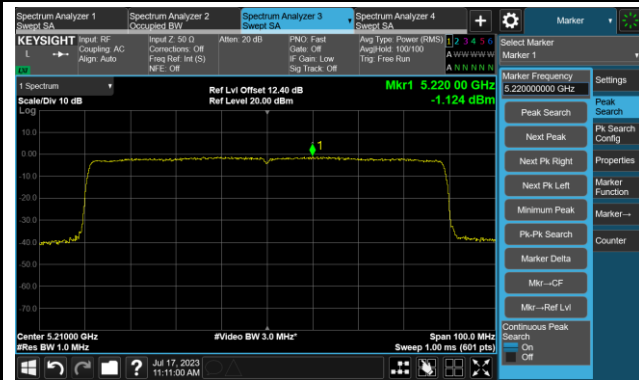 Spectrum Analyzer 1
Swept SA
Spectrum Analyzer 2
Occupied BW
Spectrum Analyzer 3
Swept SA
Spectrum Analyzer 4
Swept SA
Marker
KEYSIGHT
Input: RF
Coupling: AC
Align: Auto
Input Z: 50 Ω
Corrections: Off
Freq Ref: Int (S)
NFE: Off
Atten: 20 dB
PNO: Fast
Gate: Off
IF Gain: Low
Sig Track: Off
Avg Type: Power (RMS)
Avg|Hold: 100/100
Trig: Free Run
1 2 3 4 5 6
A W W W W W
A N N N N N
L
Select Marker
Marker 1
1 Spectrum
Scale/Div 10 dB
Log
Ref Lvl Offset 12.40 dB
Ref Level 20.00 dBm
Mkr1 5.220 00 GHz
-1.124 dBm
10.0
0.00
-10.0
-20.0
-30.0
-40.0
-50.0
-60.0
-70.0
1
Center 5.21000 GHz
#Res BW 1.0 MHz
#Video BW 3.0 MHz*
Span 100.0 MHz
Sweep 1.00 ms (601 pts)
Marker Frequency
5.220000000 GHz
Peak Search
Next Peak
Next Pk Right
Next Pk Left
Minimum Peak
Pk-Pk Search
Marker Delta
Mkr→CF
Mkr→Ref Lvl
Continuous Peak
Search
On
Off
Settings
Peak
Search
Pk Search
Config
Properties
Marker
Function
Marker→
Counter
Jul 17, 2023
11:11:00 AM